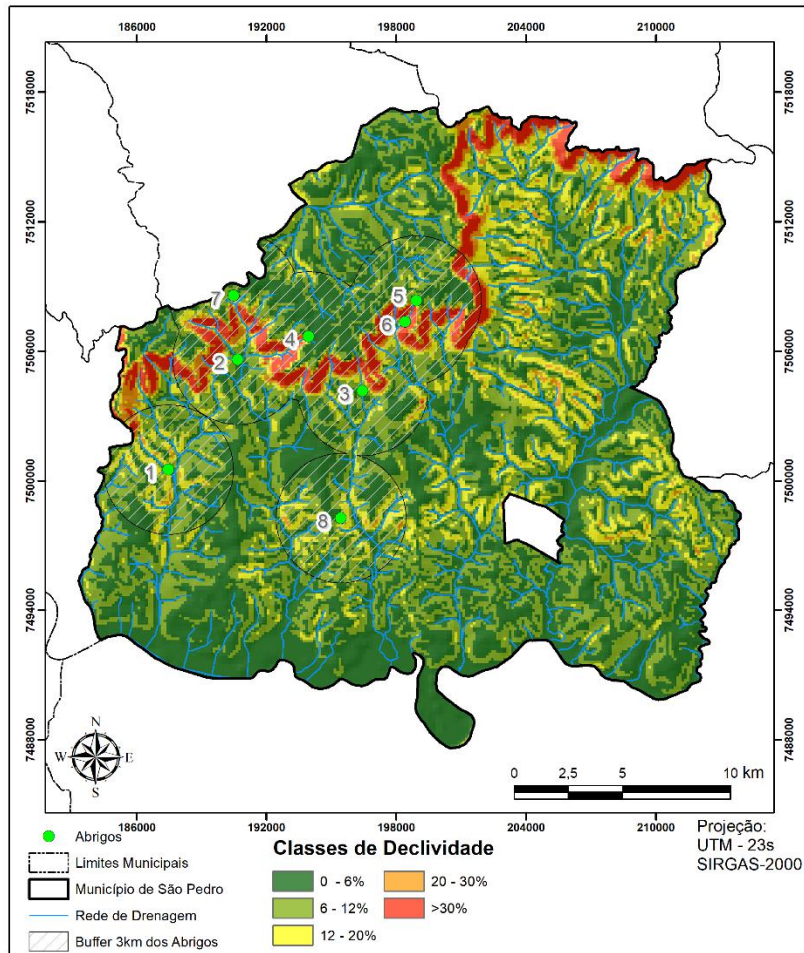 186000 192000 198000 204000 210000
7518000 7518000
7512000 7512000
7506000 7506000
7500000 7500000
7494000 7494000
7488000 7488000
5
7
6
4
2
3
1
8
N
W E
S
0 2,5 5 10 km
186000 192000 198000 204000 210000
Projeção:
UTM - 23s
SIRGAS-2000
Abrigos
Limites Municipais
Município de São Pedro
Rede de Drenagem
Buffer 3km dos Abrigos
Classes de Declividade
0 - 6%
6 - 12%
12 - 20%
20 - 30%
>30%